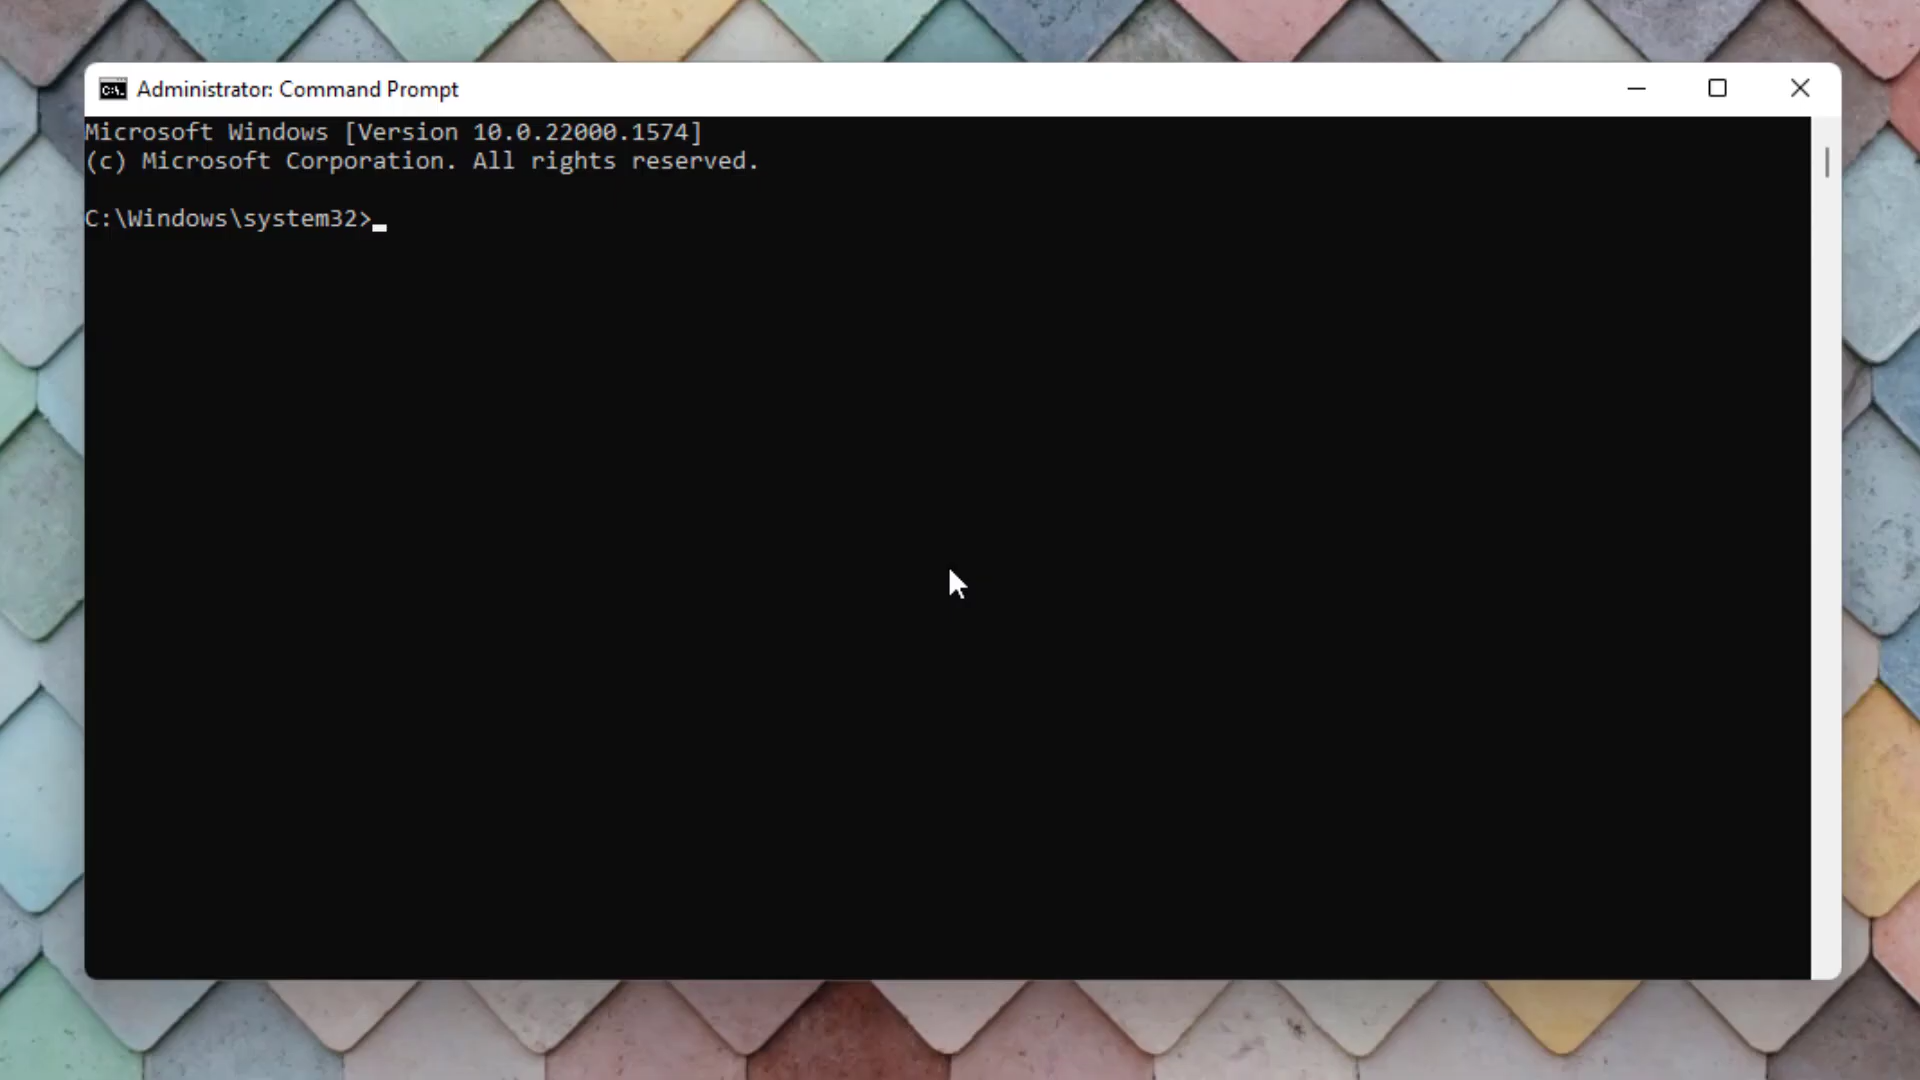 Administrator: Command Prompt
Microsoft Windows [Version 10.0.22000.1574]
(c) Microsoft Corporation. All rights reserved.
C:\Windows\system32>